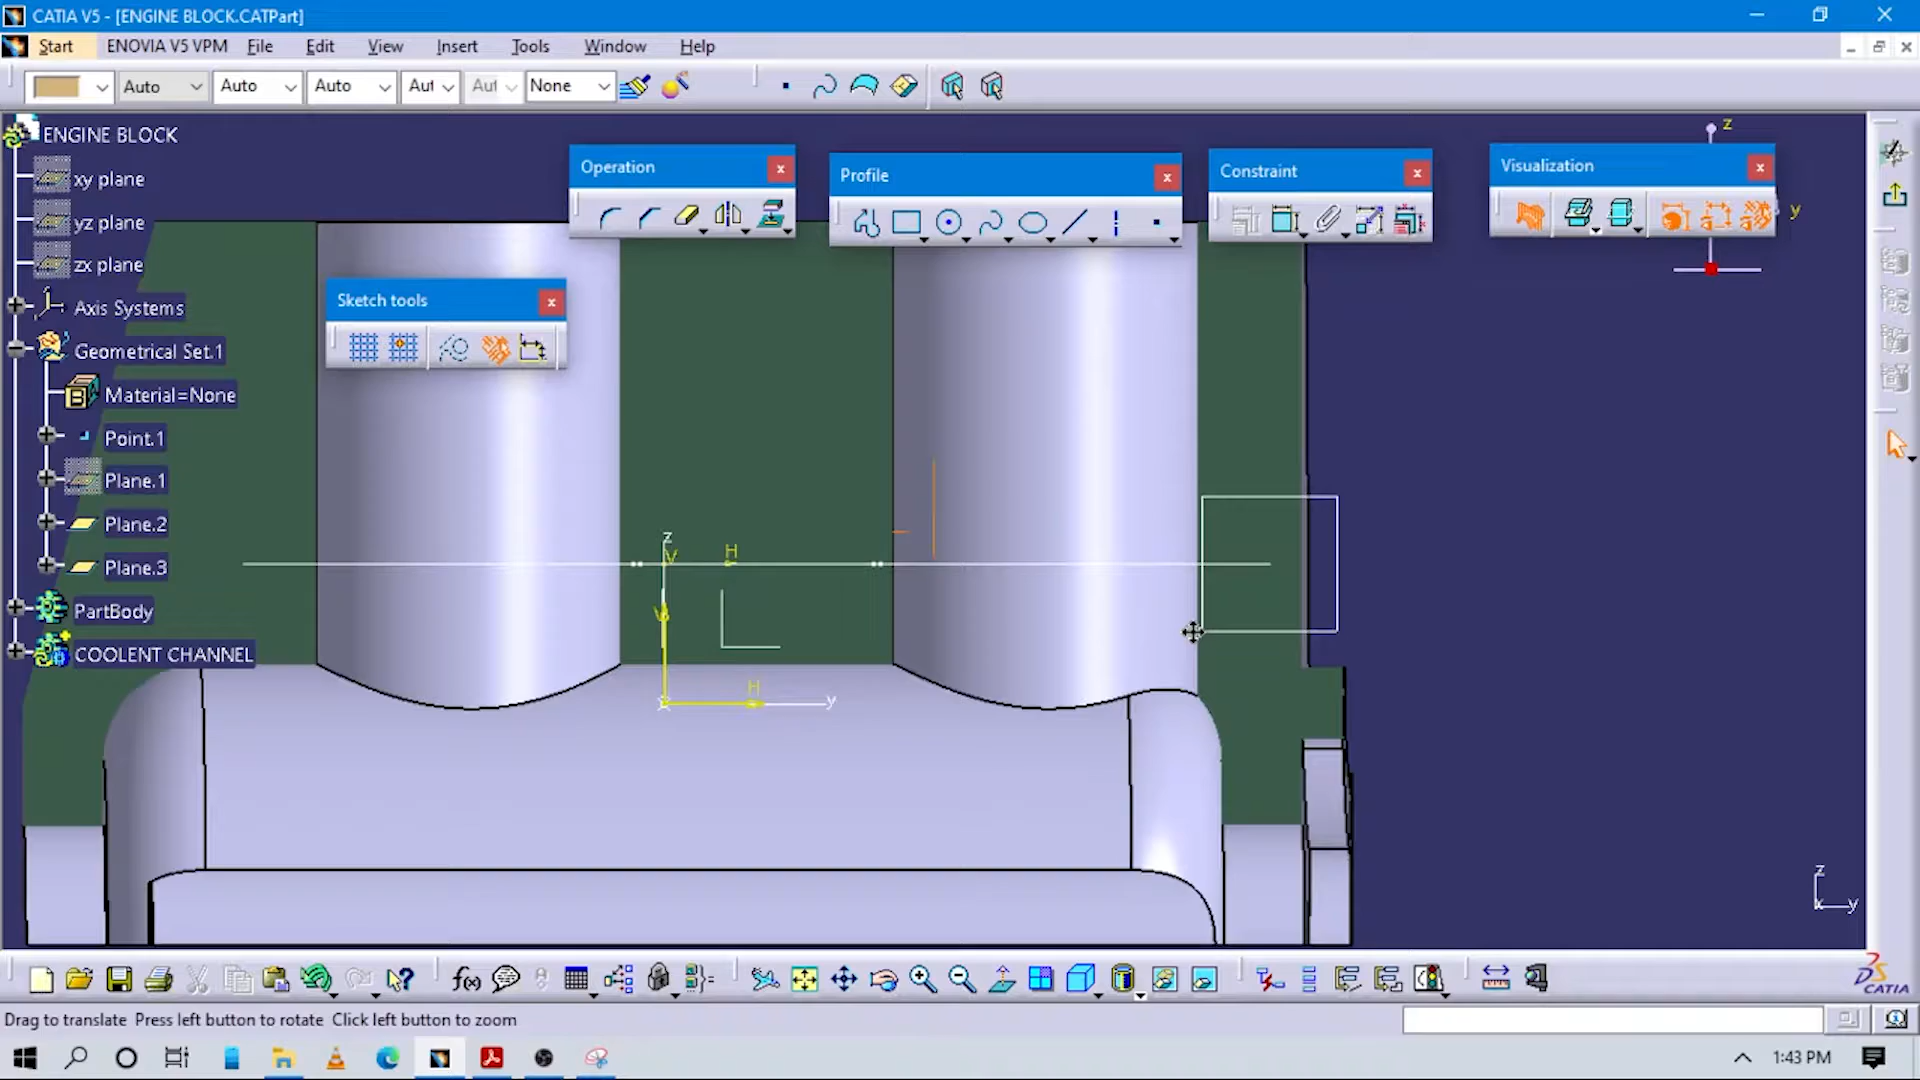 CATIA V5 - [ENGINE BLOCK.CATPart]
Start ENOVIA V5 VPM File Edit View Insert Tools Window Help
Auto Auto Auto Aut Aut None
ENGINE BLOCK
xy plane
yz plane
zx plane
Axis Systems
Geometrical Set.1
Material=None
Point.1
Plane.1
Plane.2
Plane.3
PartBody
COOLENT CHANNEL
Operation
Profile
Constraint
Visualization
Sketch tools
z
y
z
V
H
V
H
y
z
x y
f(x)
DS
CATIA
Drag to translate Press left button to rotate Click left button to zoom
1:43 PM